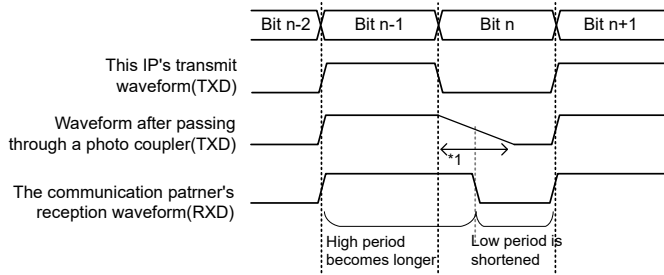 Bit n-2 Bit n-1 Bit n Bit n+1
This IP's transmit
waveform(TXD)
Waveform after passing
through a photo coupler(TXD)
*1
The communication patrner's
reception waveform(RXD)
High period
becomes longer
Low period is
shortened